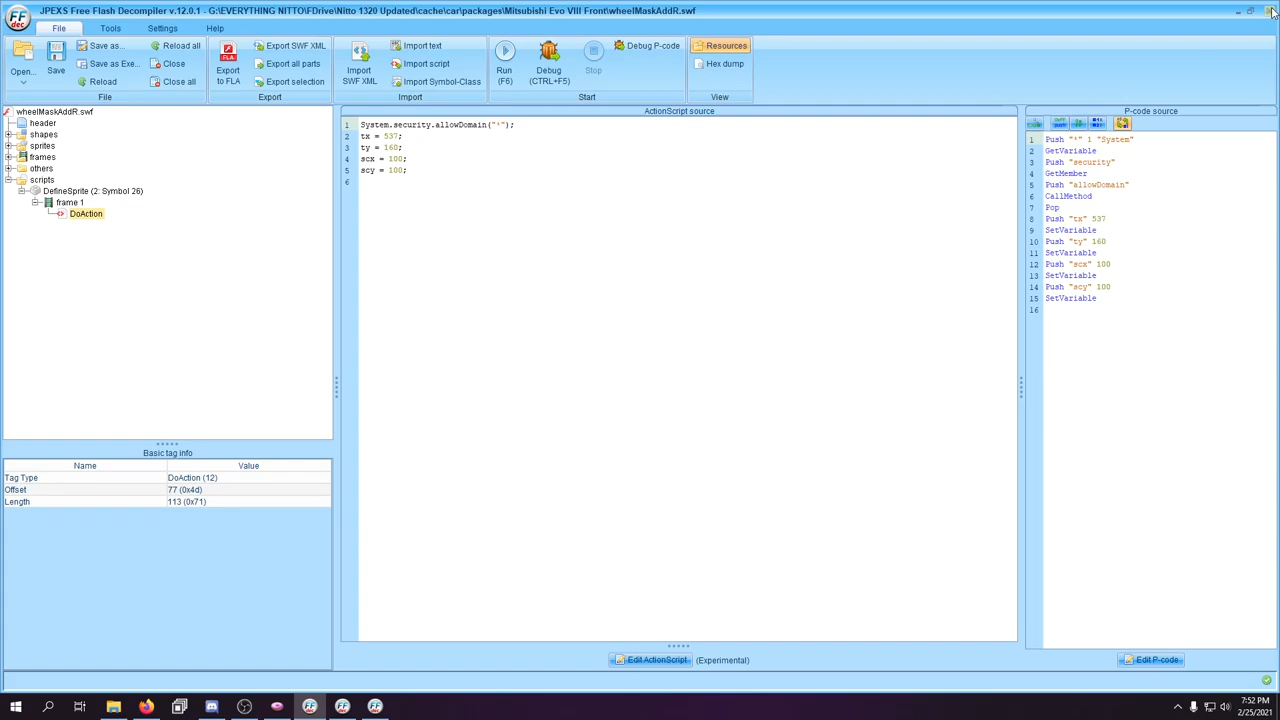 JPEXS Free Flash Decompiler v.12.0.1 - G:\EVERYTHING NITTO\FDrive\Nitto 1320 Updated\cache\car\packages\Mitsubishi Evo VIII Front\wheelMaskAddR.swf
FF dec
File Tools Settings Help
Open... Save Save as... Save as Exe... Reload Reload all Close Close all
Export to FLA Export SWF XML Export all parts Export selection
Import SWF XML Import text Import script Import Symbol-Class
Run (F6) Debug (CTRL+F5) Stop Debug P-code
Resources Hex dump
File Export Import Start View
wheelMaskAddR.swf
header
shapes
sprites
frames
others
scripts
DefineSprite (2: Symbol 26)
frame 1
DoAction
Basic tag info
Name Value
Tag Type DoAction (12)
Offset 77 (0x4d)
Length 113 (0x71)
ActionScript source
1 System.security.allowDomain("*");
2 tx = 537;
3 ty = 160;
4 scx = 100;
5 scy = 100;
6
Edit ActionScript (Experimental)
P-code source
1 Push "*" 1 "System"
2 GetVariable
3 Push "security"
4 GetMember
5 Push "allowDomain"
6 CallMethod
7 Pop
8 Push "tx" 537
9 SetVariable
10 Push "ty" 160
11 SetVariable
12 Push "scx" 100
13 SetVariable
14 Push "scy" 100
15 SetVariable
16
Edit P-code
7:52 PM
2/25/2021